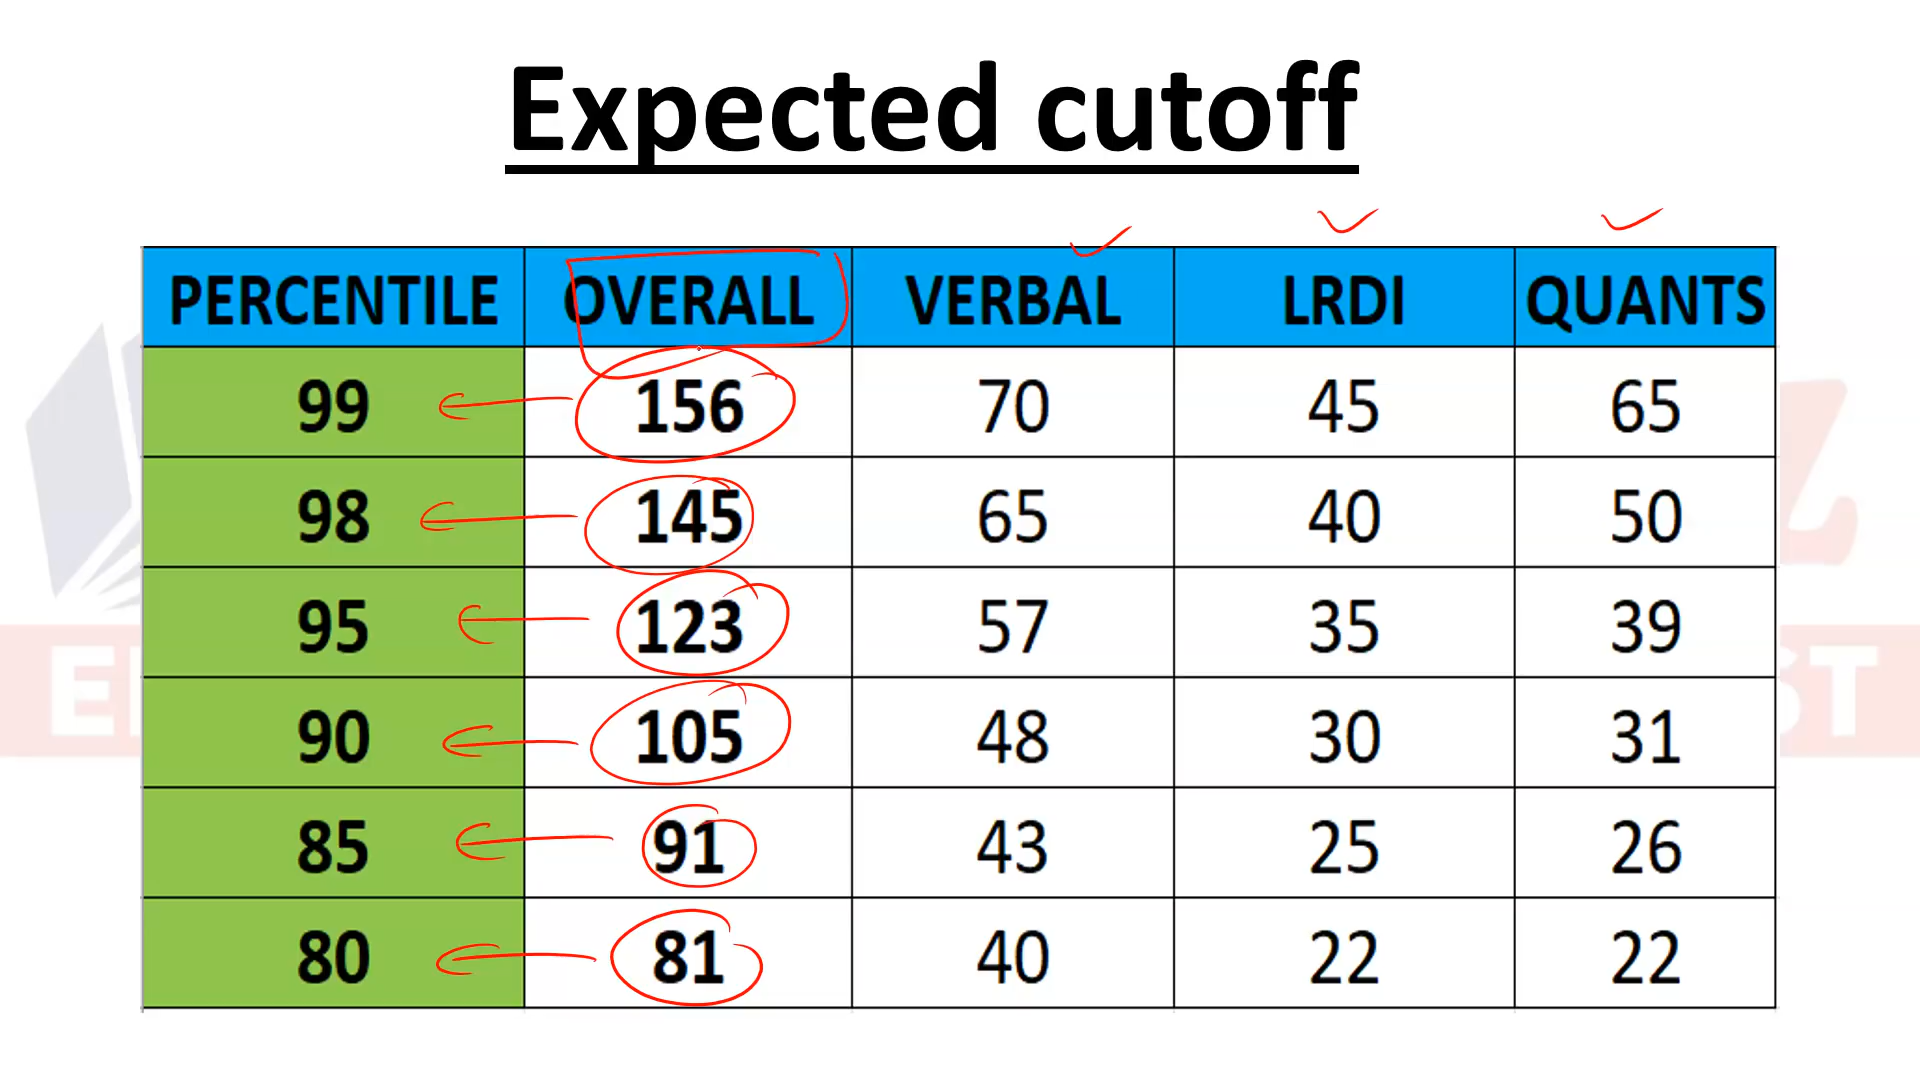 Expected cutoff
PERCENTILE OVERALL VERBAL LRDI QUANTS
99 156 70 45 65
98 145 65 40 50
95 123 57 35 39
90 105 48 30 31
85 91 43 25 26
80 81 40 22 22